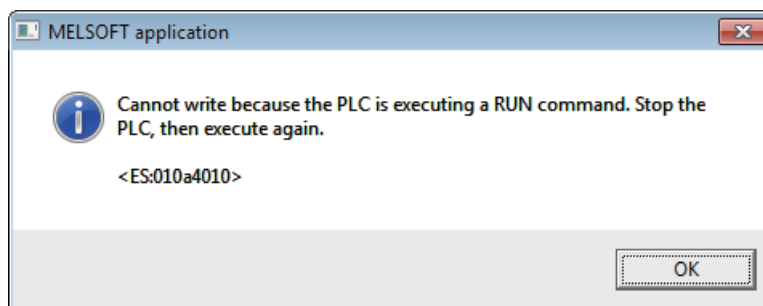 MELSOFT application
Cannot write because the PLC is executing a RUN command. Stop the
PLC, then execute again.
<ES:010a4010>
OK